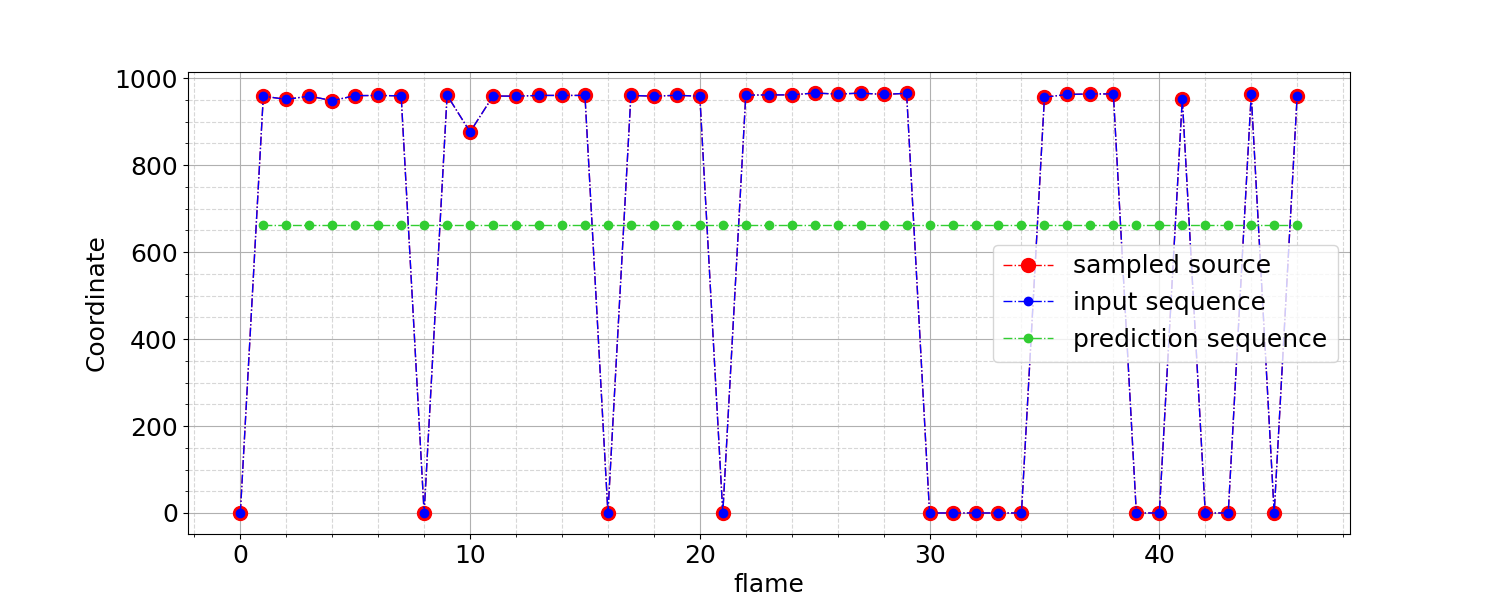 1000
800
600
400
200
0
Coordinate
sampled source
input sequence
prediction sequence
0 10 20 30 40
flame